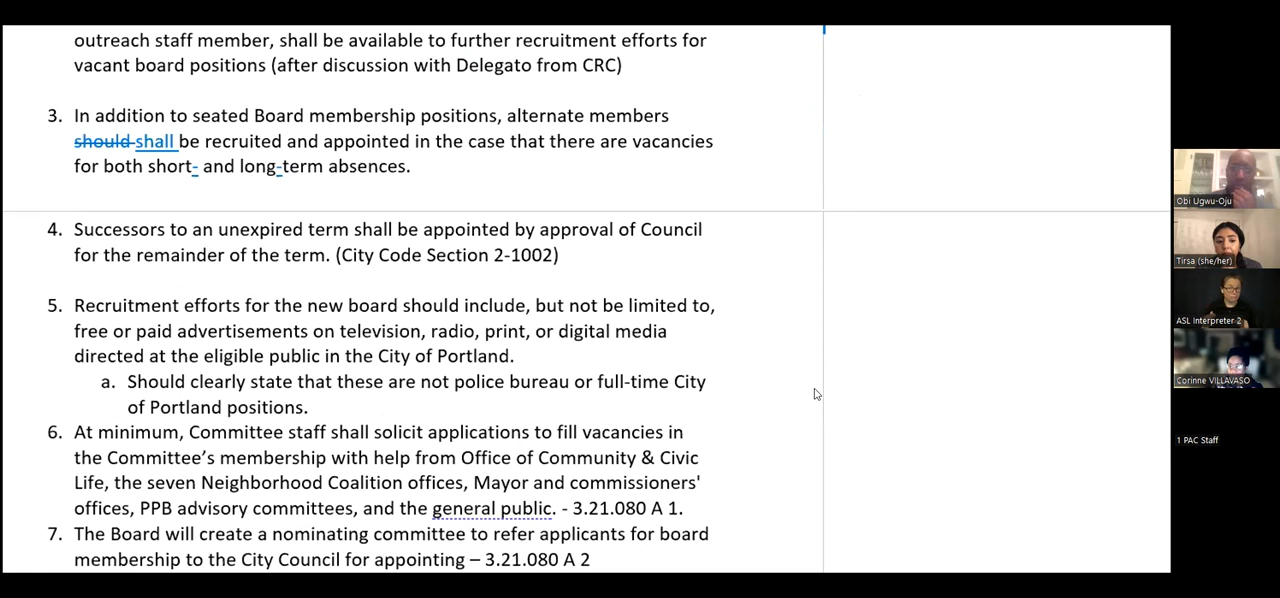 outreach staff member, shall be available to further recruitment efforts for
vacant board positions (after discussion with Delegato from CRC)
3. In addition to seated Board membership positions, alternate members
should shall be recruited and appointed in the case that there are vacancies
for both short- and long-term absences.
4. Successors to an unexpired term shall be appointed by approval of Council
for the remainder of the term. (City Code Section 2-1002)
5. Recruitment efforts for the new board should include, but not be limited to,
free or paid advertisements on television, radio, print, or digital media
directed at the eligible public in the City of Portland.
a. Should clearly state that these are not police bureau or full-time City
of Portland positions.
6. At minimum, Committee staff shall solicit applications to fill vacancies in
the Committee's membership with help from Office of Community & Civic
Life, the seven Neighborhood Coalition offices, Mayor and commissioners'
offices, PPB advisory committees, and the general public. - 3.21.080 A 1.
7. The Board will create a nominating committee to refer applicants for board
membership to the City Council for appointing – 3.21.080 A 2
Obi Ugwu-Oju
Tirsa (she/her)
ASL Interpreter 2
Corinne VILLAVASO
1 PAC Staff